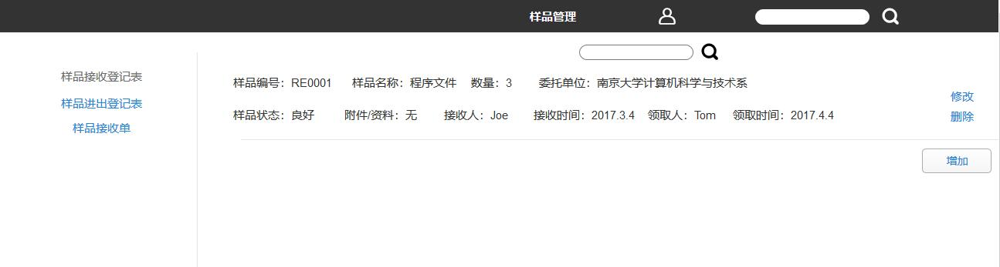 样品管理
样品接收登记表
样品进出登记表
样品接收单
样品编号：RE0001 样品名称：程序文件 数量：3 委托单位：南京大学计算机科学与技术系
样品状态：良好 附件/资料：无 接收人：Joe 接收时间：2017.3.4 领取人：Tom 领取时间：2017.4.4
修改
删除
增加